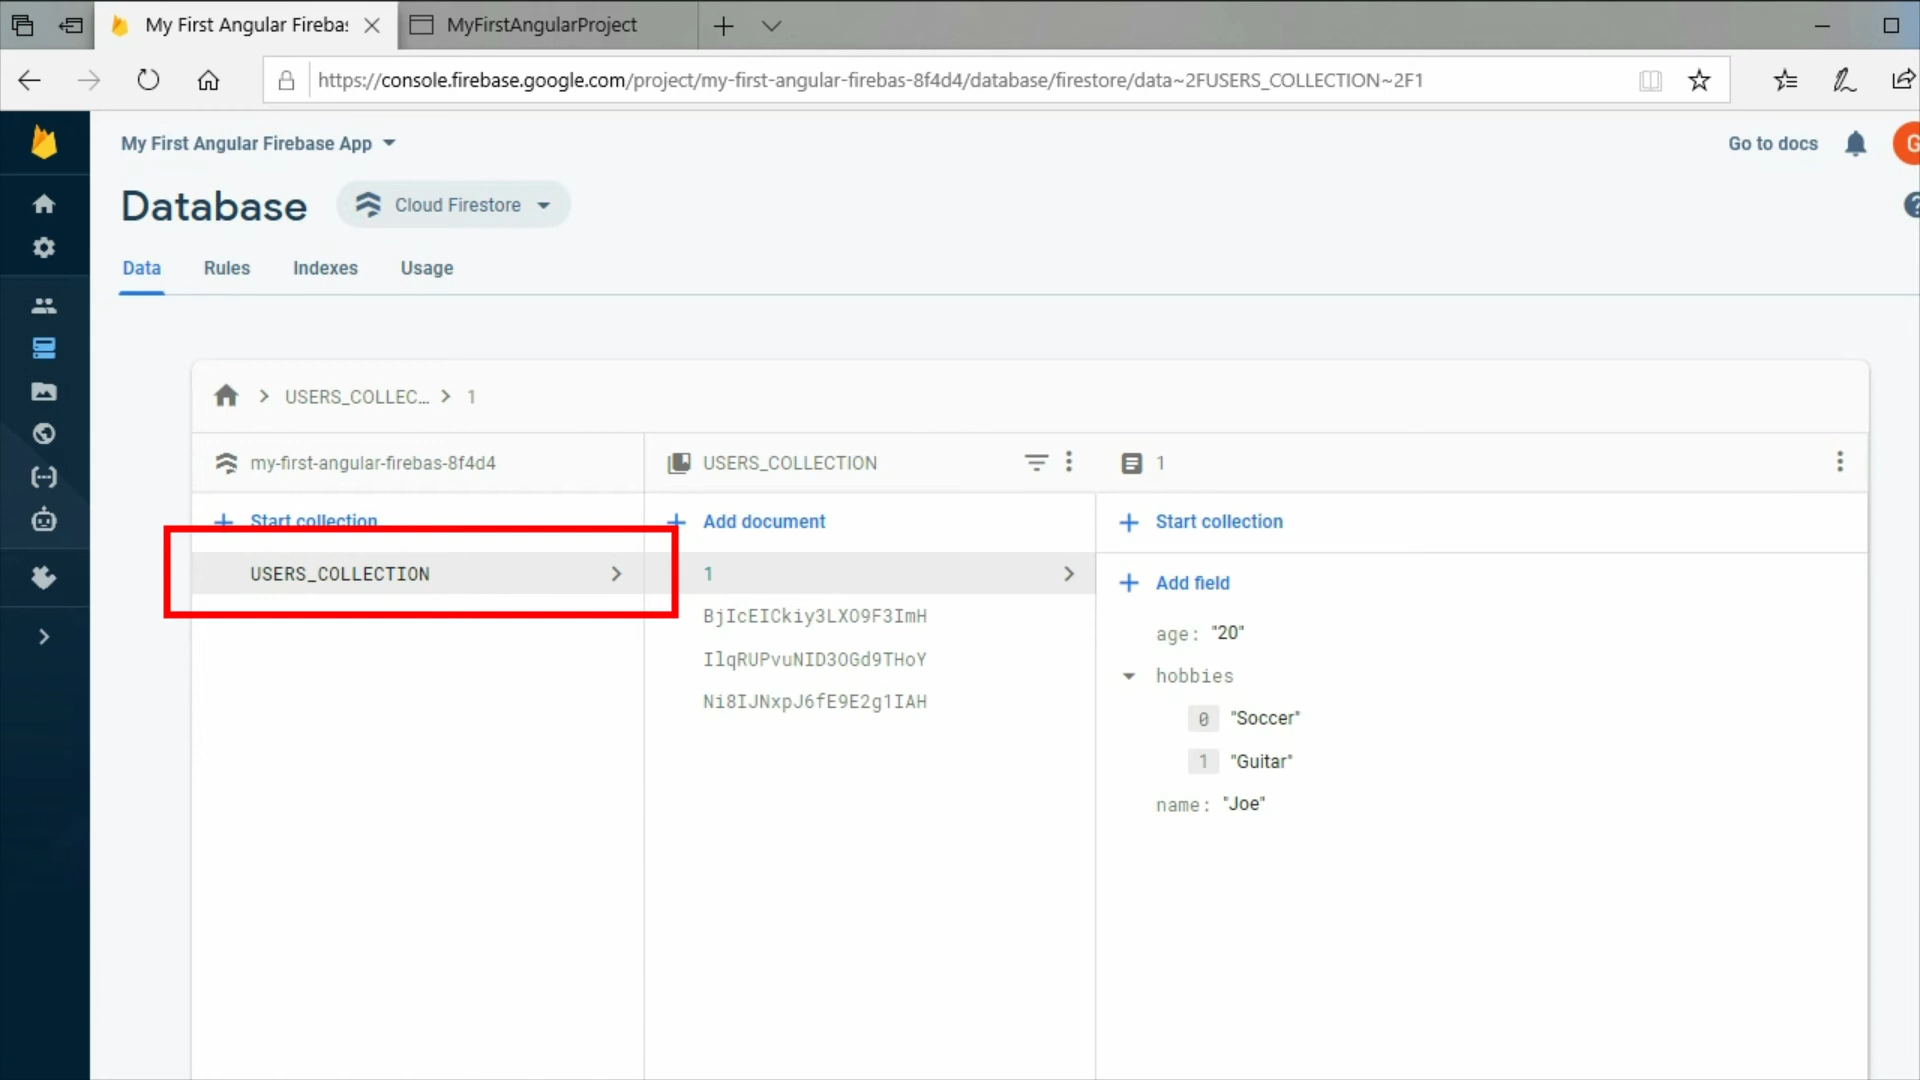 My First Angular Firebas
MyFirstAngularProject
https://console.firebase.google.com/project/my-first-angular-firebas-8f4d4/database/firestore/data~2FUSERS_COLLECTION~2F1
My First Angular Firebase App
Go to docs
G
Database
Cloud Firestore
?
Data
Rules
Indexes
Usage
USERS_COLLEC… > 1
my-first-angular-firebas-8f4d4
USERS_COLLECTION
1
+ Start collection
+ Add document
+ Start collection
USERS_COLLECTION
1
+ Add field
BjIcEICkiy3LXO9F3ImH
age: "20"
IlqRUPvuNID3OGd9THoY
hobbies
Ni8IJNxpJ6fE9E2g1IAH
0 "Soccer"
1 "Guitar"
name: "Joe"